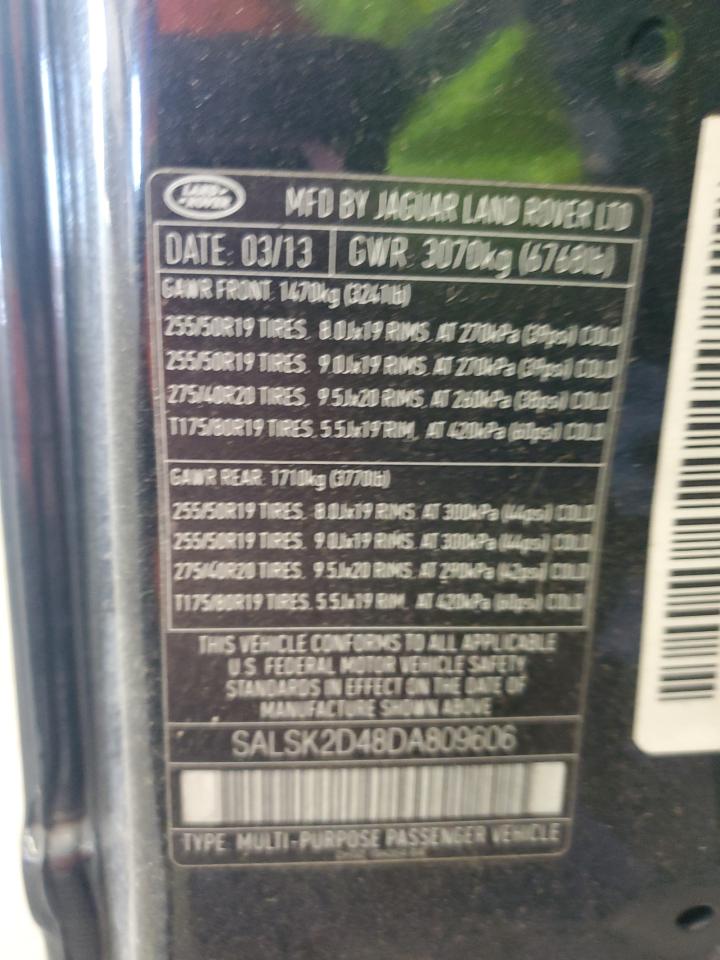 LAND ROVER
MFD BY JAGUAR LAND ROVER LTD
DATE: 03/13 GWR: 3070kg (6768lb)
GAWR FRONT: 1470kg (3241lb)
255/50R19 TIRES, 8.0Jx19 RIMS, AT 270kPa (39psi) COLD
255/50R19 TIRES, 9.0Jx19 RIMS, AT 270kPa (39psi) COLD
275/40R20 TIRES, 9.5Jx20 RIMS, AT 260kPa (38psi) COLD
T175/80R19 TIRES, 5.5Jx19 RIM, AT 420kPa (60psi) COLD
GAWR REAR: 1710kg (3770lb)
255/50R19 TIRES, 8.0Jx19 RIMS, AT 300kPa (44psi) COLD
255/50R19 TIRES, 9.0Jx19 RIMS, AT 300kPa (44psi) COLD
275/40R20 TIRES, 9.5Jx20 RIMS, AT 290kPa (42psi) COLD
T175/80R19 TIRES, 5.5Jx19 RIM, AT 420kPa (60psi) COLD
THIS VEHICLE CONFORMS TO ALL APPLICABLE
U.S. FEDERAL MOTOR VEHICLE SAFETY
STANDARDS IN EFFECT ON THE DATE OF
MANUFACTURE SHOWN ABOVE
SALSK2D48DA809606
TYPE: MULTI-PURPOSE PASSENGER VEHICLE